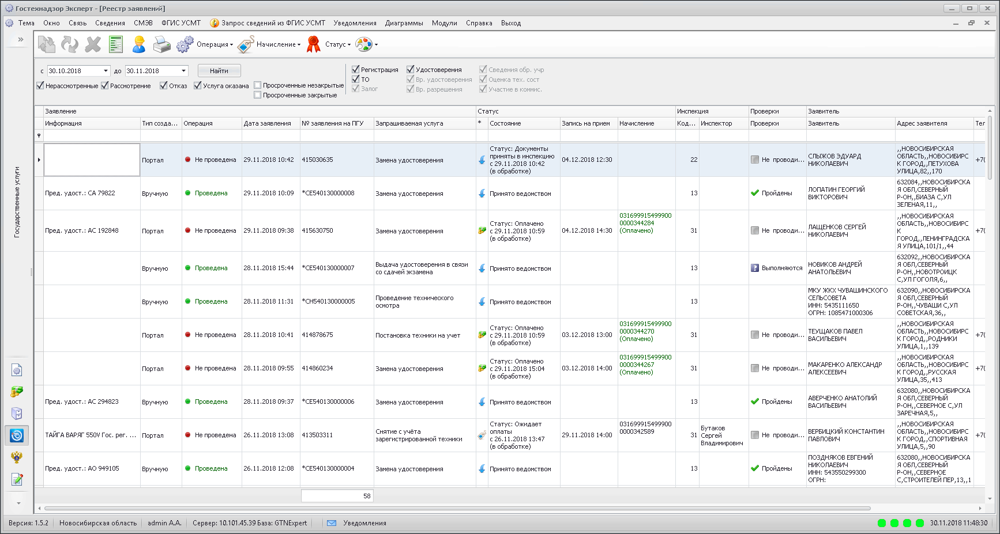 Гостехнадзор Эксперт - [Реестр заявлений]
Тема Окно Связь Сведения СМЭВ ФГИС УСМТ Запрос сведений из ФГИС УСМТ Уведомления Диаграммы Модули Справка Выход
» Операция Начисление Статус
с 30.10.2018 до 30.11.2018 Найти
Нерассмотренные Рассмотрение Отказ Услуга оказана Просроченные незакрытые
Просроченные закрытые
Регистрация Удостоверения Сведения обр. учр
ТО Вр. удостоверения Оценка тех. сост
Залог Вр. разрешения Участие в коммис.
Государственные услуги
Заявление Статус Инспекция Проверки Заявитель
Информация Тип созда... Операция Дата заявления № заявления на ПГУ Запрашиваемая услуга * Состояние Запись на прием Начисление Код... Инспектор Проверки Заявитель Адрес заявителя Тел
Портал Не проведена 29.11.2018 10:42 415030635 Замена удостоверения
Статус: Документы
приняты в инспекцию
с 29.11.2018 10:42
(в обработке)
04.12.2018 12:30 22 Не проводи...
СЛЫЖОВ ЭДУАРД
НИКОЛАЕВИЧ
,,НОВОСИБИРСКАЯ
ОБЛАСТЬ,,НОВОСИБИРС
К ГОРОД,,ПЕТУХОВА
УЛИЦА,82,,170
+7(
Пред. удост.: СА 79822 Вручную Проведена 29.11.2018 10:09 *СЕ540130000008 Замена удостоверения Принято ведомством 13 Пройдены
ЛОПАТИН ГЕОРГИЙ
ВИКТОРОВИЧ
632084,,НОВОСИБИРСКА
Я ОБЛ,СЕВЕРНЫЙ
Р-ОН,,БИАЗА С,УЛ
ЗЕЛЕНАЯ,11,,
Пред. удост.: АС 192848 Портал Не проведена 29.11.2018 09:38 415630750 Замена удостоверения
Статус: Оплачено
с 29.11.2018 10:59
(в обработке)
04.12.2018 14:30
031699915499900
0000344284
(Оплачено)
31 Не проводи...
ЛАЩЕНКОВ СЕРГЕЙ
НИКОЛАЕВИЧ
,,НОВОСИБИРСКАЯ
ОБЛАСТЬ,,НОВОСИБИРС
К
ГОРОД,,ЛЕНИНГРАДСКА
Я УЛИЦА,101/1,,44
+7(
Вручную Проведена 28.11.2018 15:44 *СЕ540130000007
Выдача удостоверения в связи
со сдачей экзамена
Принято ведомством 13 Выполняются
НОВИКОВ АНДРЕЙ
АНАТОЛЬЕВИЧ
632092,,НОВОСИБИРСКА
Я ОБЛ,СЕВЕРНЫЙ
Р-ОН,,НОВОТРОИЦК
С,УЛ ГОГОЛЯ,6,,
Вручную Проведена 28.11.2018 11:31 *СН540130000005
Проведение технического
осмотра
Принято ведомством 13
МКУ ЖКХ ЧУВАШИНСКОГО
СЕЛЬСОВЕТА
ИНН: 5435111650
ОГРН: 1085471000306
632090,,НОВОСИБИРСКА
Я ОБЛ,СЕВЕРНЫЙ
Р-ОН,,ЧУВАШИ С,УЛ
СОВЕТСКАЯ,36,,
Портал Не проведена 28.11.2018 10:41 414878675 Постановка техники на учет
Статус: Оплачено
с 29.11.2018 10:59
(в обработке)
03.12.2018 13:00
031699915499900
0000344270
(Оплачено)
31 Не проводи...
ТЕУЩАКОВ ПАВЕЛ
ВАСИЛЬЕВИЧ
,,НОВОСИБИРСКАЯ
ОБЛАСТЬ,,НОВОСИБИРС
К ГОРОД,,РОДНИКИ
УЛИЦА,1,,139
+7(
Портал Не проведена 28.11.2018 09:55 414860234 Замена удостоверения
Статус: Оплачено
с 29.11.2018 15:04
(в обработке)
03.12.2018 14:00
031699915499900
0000344267
(Оплачено)
31 Не проводи...
МАКАРЕНКО АЛЕКСАНДР
АЛЕКСЕЕВИЧ
,,НОВОСИБИРСКАЯ
ОБЛАСТЬ,,НОВОСИБИРС
К ГОРОД,,РУССКАЯ
УЛИЦА,35,,413
+7(
Пред. удост.: АС 294823 Вручную Проведена 28.11.2018 09:37 *СЕ540130000006 Замена удостоверения Принято ведомством 13 Пройдены
АВЕРЧЕНКО АНАТОЛИЙ
ВАСИЛЬЕВИЧ
632080,,НОВОСИБИРСКА
Я ОБЛ,СЕВЕРНЫЙ
Р-ОН,,СЕВЕРНОЕ С,УЛ
ЗАРЕЧНАЯ,5,,
ТАЙГА ВАРЯГ 550V Гос. рег. ... Портал Не проведена 26.11.2018 13:08 413503311
Снятие с учёта
зарегистрированной техники
Статус: Ожидает
оплаты
с 26.11.2018 13:47
(в обработке)
29.11.2018 14:00
031699915499900
0000342589
31
Бутаков
Сергей
Владимирович
Не проводи...
ВЕРБИЦКИЙ КОНСТАНТИН
ПАВЛОВИЧ
,,НОВОСИБИРСКАЯ
ОБЛАСТЬ,,НОВОСИБИРС
К ГОРОД,,СПОРТИВНАЯ
УЛИЦА,5,,90
+7(
Пред. удост.: АО 949105 Вручную Проведена 26.11.2018 12:08 *СЕ540130000004 Замена удостоверения Принято ведомством 13 Пройдены
ПОЗДНЯКОВ ЕВГЕНИЙ
НИКОЛАЕВИЧ
ИНН: 543550299300
ОГРН:
632080,,НОВОСИБИРСКА
Я ОБЛ,СЕВЕРНЫЙ
Р-ОН,,СЕВЕРНОЕ
С,СТРОИТЕЛЕЙ ПЕР,13,,1
58
Версия: 1.5.2 Новосибирская область admin А.А. Сервер: 10.101.45.39 База: GTNExpert Уведомления 30.11.2018 11:48:30